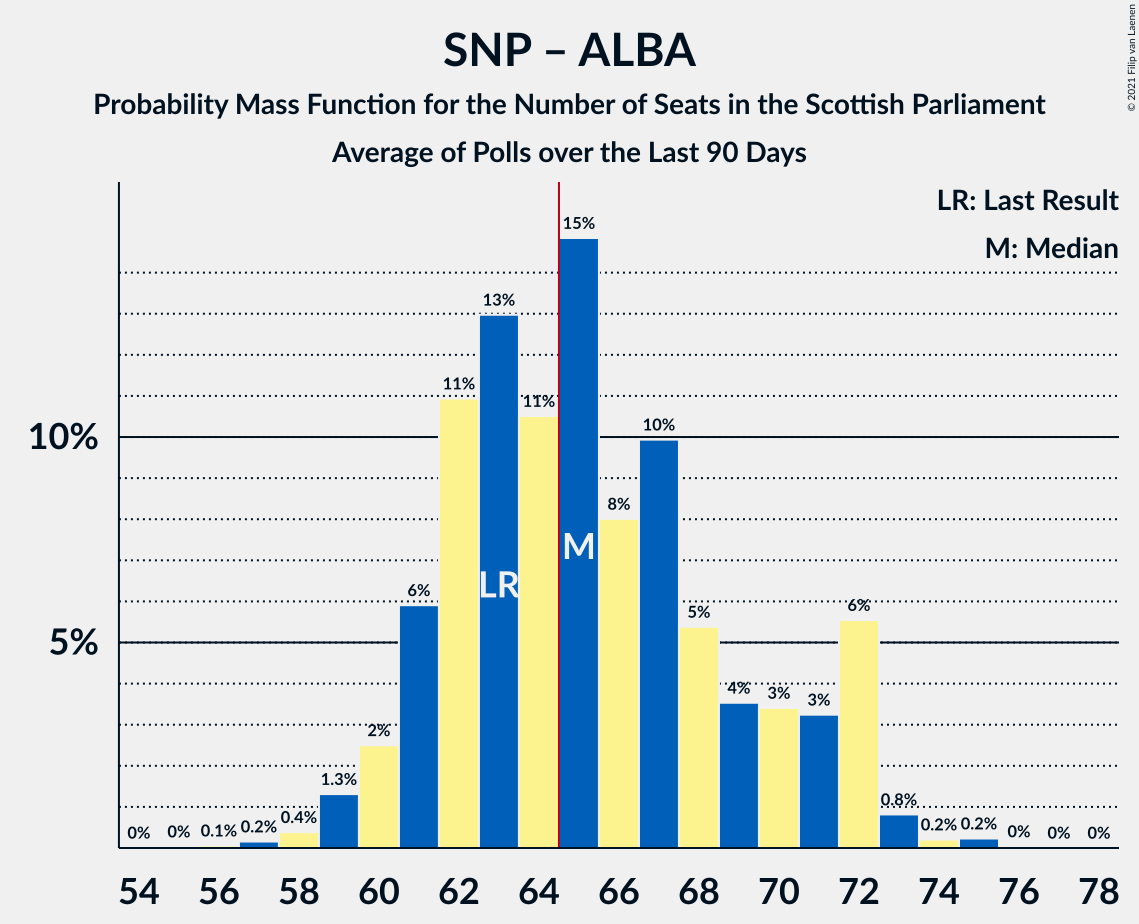 SNP – ALBA
Probability Mass Function for the Number of Seats in the Scottish Parliament
Average of Polls over the Last 90 Days
© 2021 Filip van Laenen
LR: Last Result
M: Median
15%
13%
11%
11%
10%
10%
8%
M
LR
6%
6%
5%
5%
4%
3%
3%
2%
1.3%
0.8%
0.4%
0% 0% 0.1% 0.2% 0.2% 0.2% 0% 0% 0%
54 56 58 60 62 64 66 68 70 72 74 76 78